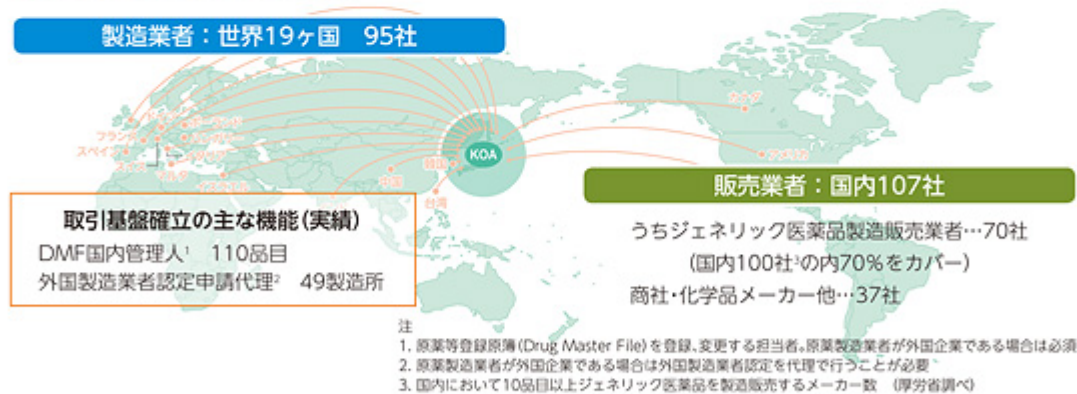 製造業者：世界19ヶ国　95社
カナダ
フランス
スペイン
スイス
マルタ
イスラエル
韓国
KOA
中国
台湾
アメリカ
販売業者：国内107社
取引基盤確立の主な機能（実績）
DMF国内管理人¹　110品目
外国製造業者認定申請代理²　49製造所
うちジェネリック医薬品製造販売業者…70社
（国内100社³の内70％をカバー）
商社・化学品メーカー他…37社
注
1. 原薬等登録原簿（Drug Master File）を登録、変更する担当者。原薬製造業者が外国企業である場合は必須
2. 原薬製造業者が外国企業である場合は外国製造業者認定を代理で行うことが必要
3. 国内において10品目以上ジェネリック医薬品を製造販売するメーカー数　（厚労省調べ）